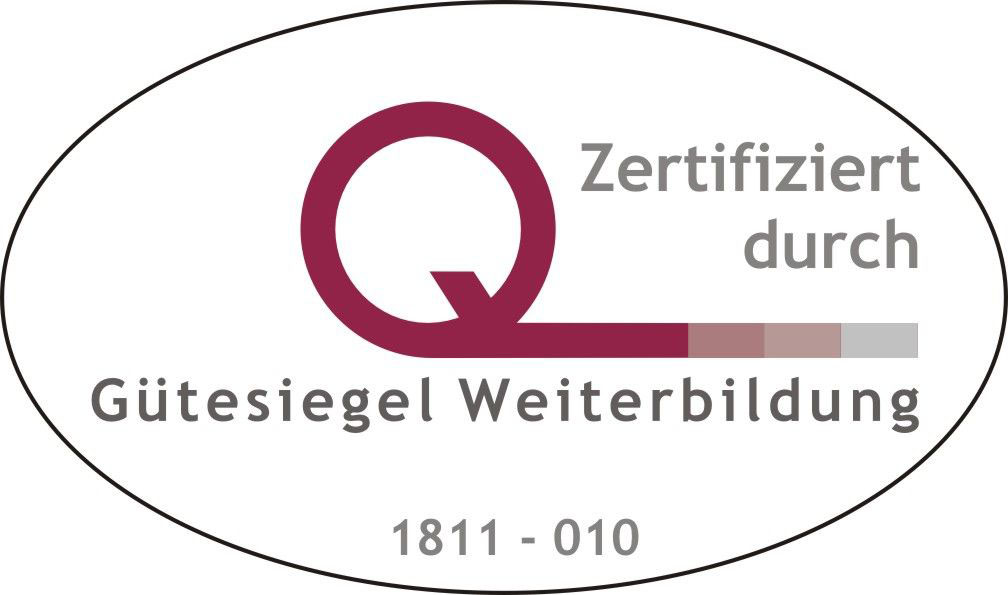 Q
Zertifiziert
durch
Gütesiegel Weiterbildung
1811 - 010